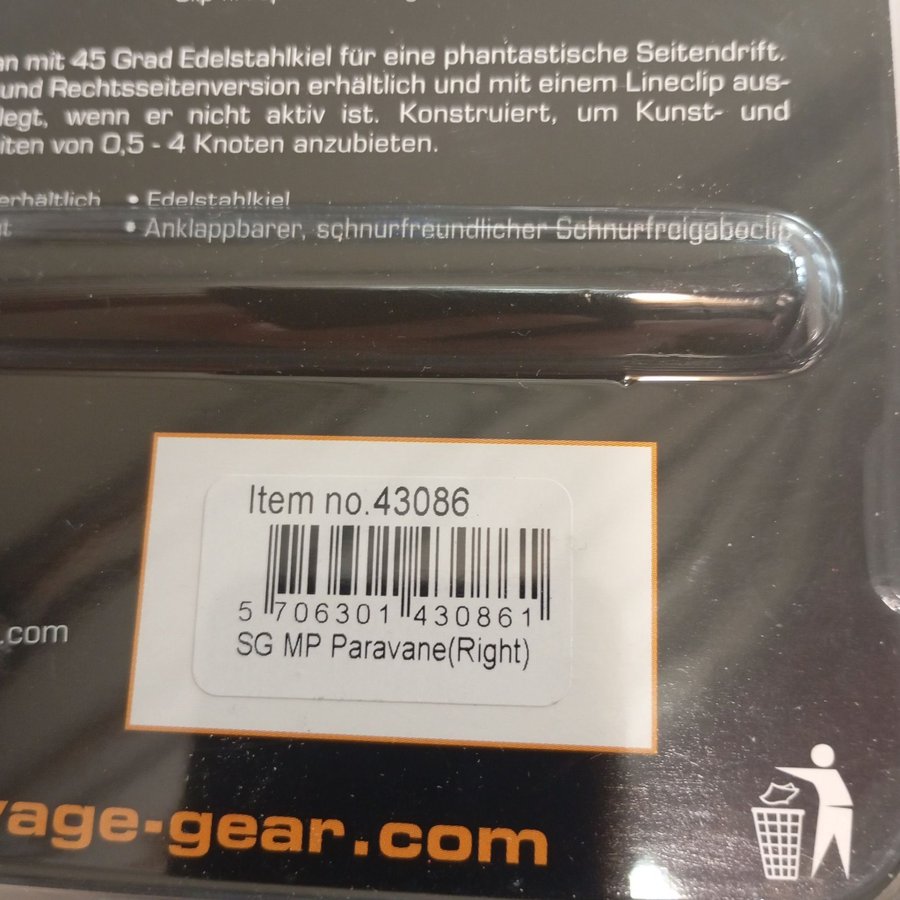 an mit 45 Grad Edelstahlkiel für eine phantastische Seitendrift.
und Rechtsseitenversion erhältlich und mit einem Lineclip aus-
legt, wenn er nicht aktiv ist. Konstruiert, um Kunst- und
iten von 0,5 - 4 Knoten anzubieten.
erhältlich • Edelstahlkiel
• Anklappbarer, schnurfreundlicher Schnurfreigabeclip
Item no.43086
5 706301 430861
SG MP Paravane(Right)
.com
vage-gear.com